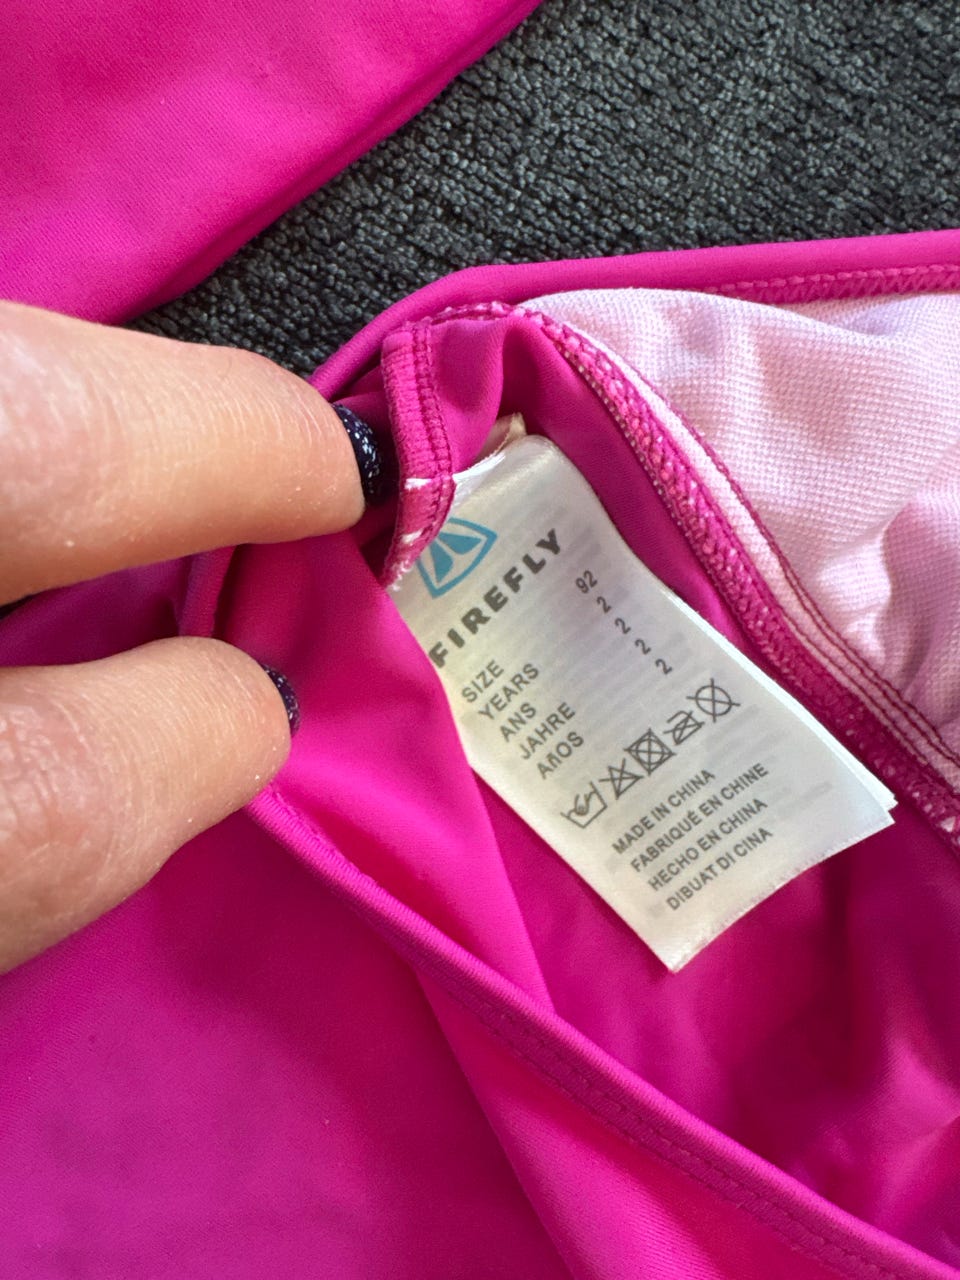 FIREFLY
SIZE 92
YEARS 2
ANS 2
JAHRE 2
AñOS 2
MADE IN CHINA
FABRIQUÉ EN CHINE
HECHO EN CHINA
DIBUAT DI CINA